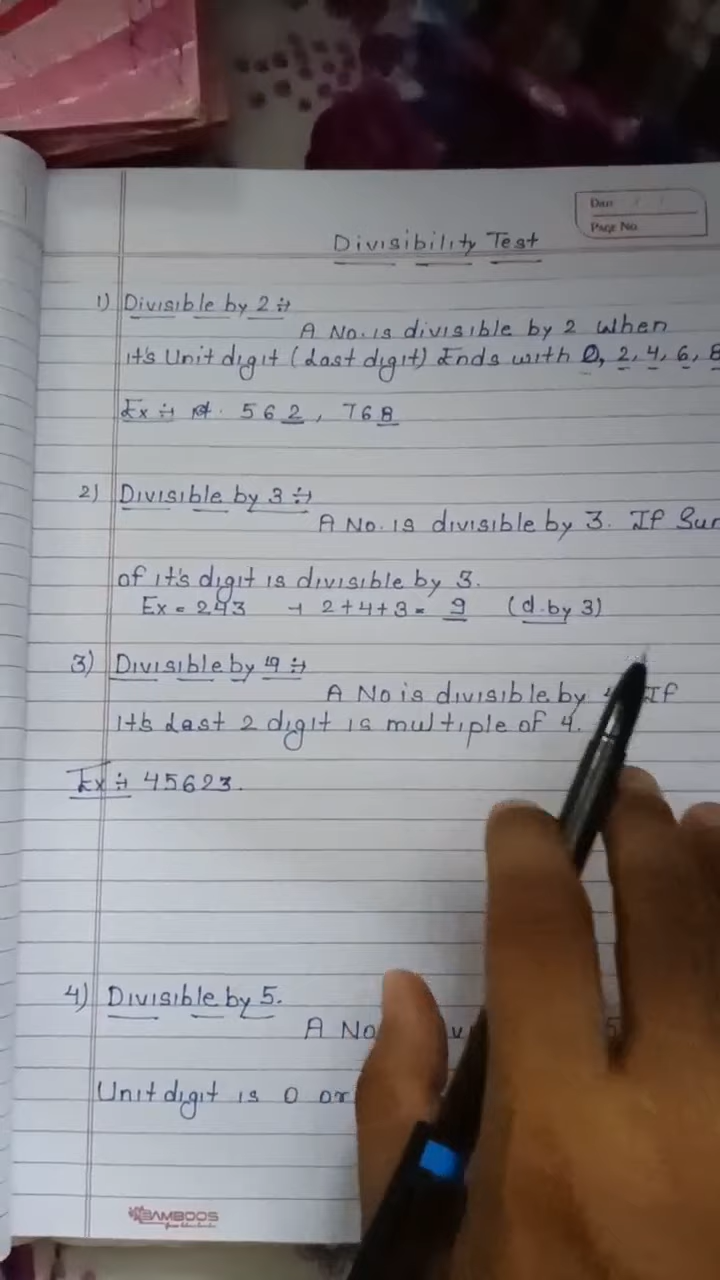 Date / /
Page No.
Divisibility Test
1) Divisible by 2 :→
A No. is divisible by 2 when
it's Unit digit (Last digit) Ends with 0, 2, 4, 6, 8
Ex :→ 562, 768
2) Divisible by 3 :→
A No. is divisible by 3. If Sum
of it's digit is divisible by 3.
Ex = 243 → 2+4+3 = 9 (d. by 3)
3) Divisible by 4 :→
A No is divisible by If
it's Last 2 digit is multiple of 4.
Ex :→ 45623.
4) Divisible by 5.
A No 5
Unit digit is 0 or
BAMBOOS